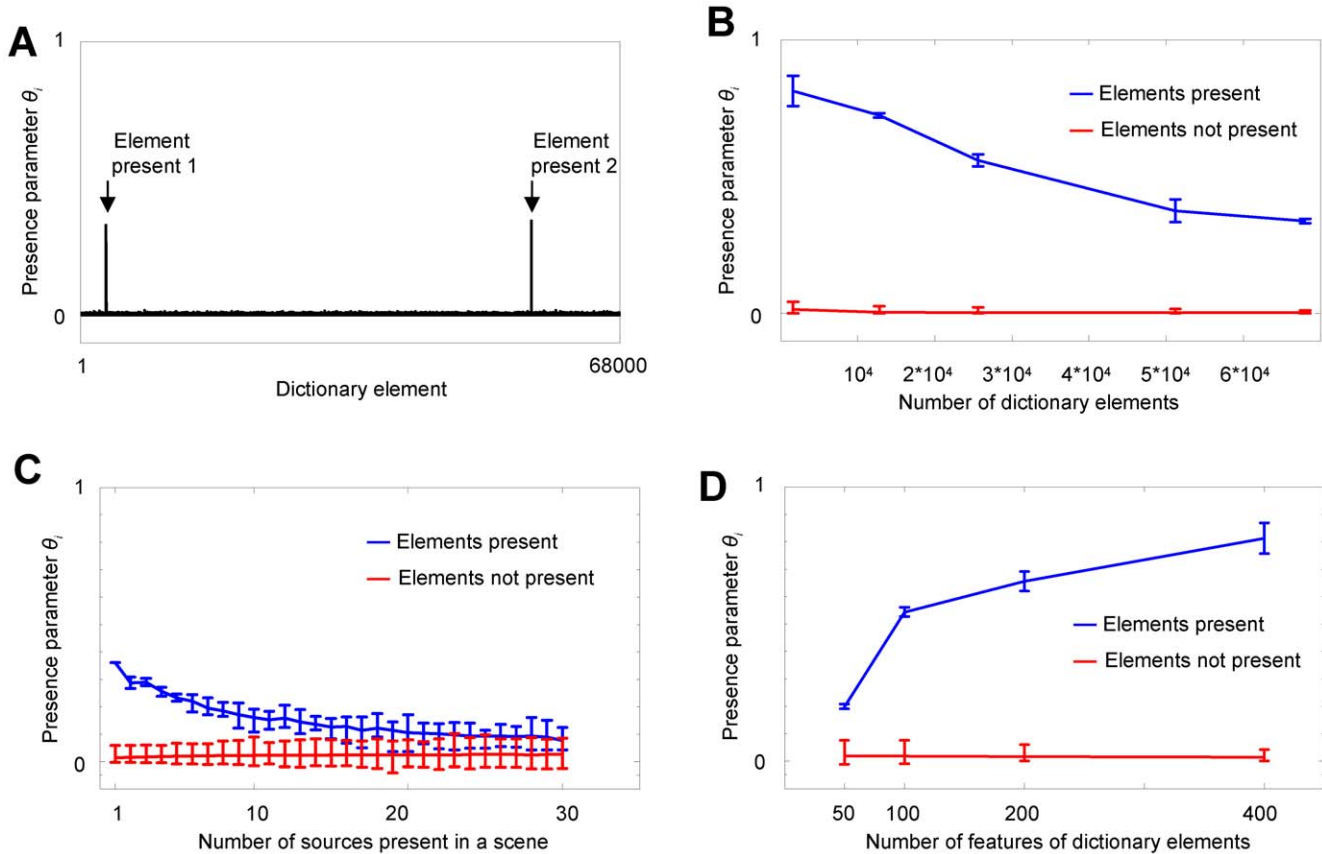 A
1
Presence parameter θi
Element
present 1
Element
present 2
0
1
68000
Dictionary element
B
1
Presence parameter θi
Elements present
Elements not present
0
10⁴
2*10⁴
3*10⁴
4*10⁴
5*10⁴
6*10⁴
Number of dictionary elements
C
1
Presence parameter θi
Elements present
Elements not present
0
1
10
20
30
Number of sources present in a scene
D
1
Presence parameter θi
Elements present
Elements not present
0
50
100
200
400
Number of features of dictionary elements